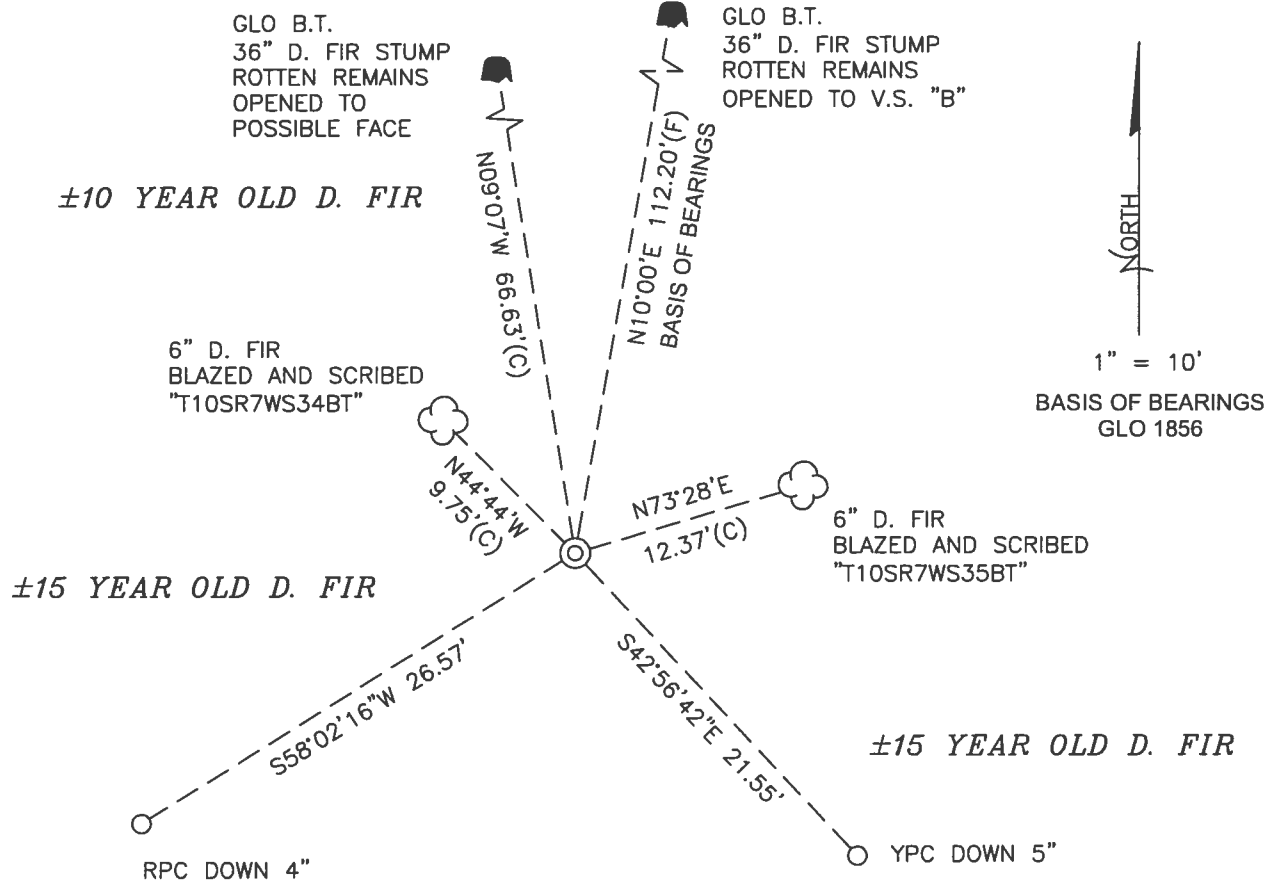 GLO B.T.
36" D. FIR STUMP
ROTTEN REMAINS
OPENED TO
POSSIBLE FACE
GLO B.T.
36" D. FIR STUMP
ROTTEN REMAINS
OPENED TO V.S. "B"
±10 YEAR OLD D. FIR
N09°07'W 66.63'(C)
N10°00'E 112.20'(F)
BASIS OF BEARINGS
NORTH
1" = 10'
BASIS OF BEARINGS
GLO 1856
6" D. FIR
BLAZED AND SCRIBED
"T10SR7WS34BT"
N44°44'W
9.75'(C)
N73°28'E
12.37'(C)
6" D. FIR
BLAZED AND SCRIBED
"T10SR7WS35BT"
±15 YEAR OLD D. FIR
S58°02'16"W 26.57'
S42°56'42"E 21.55'
±15 YEAR OLD D. FIR
RPC DOWN 4"
YPC DOWN 5"